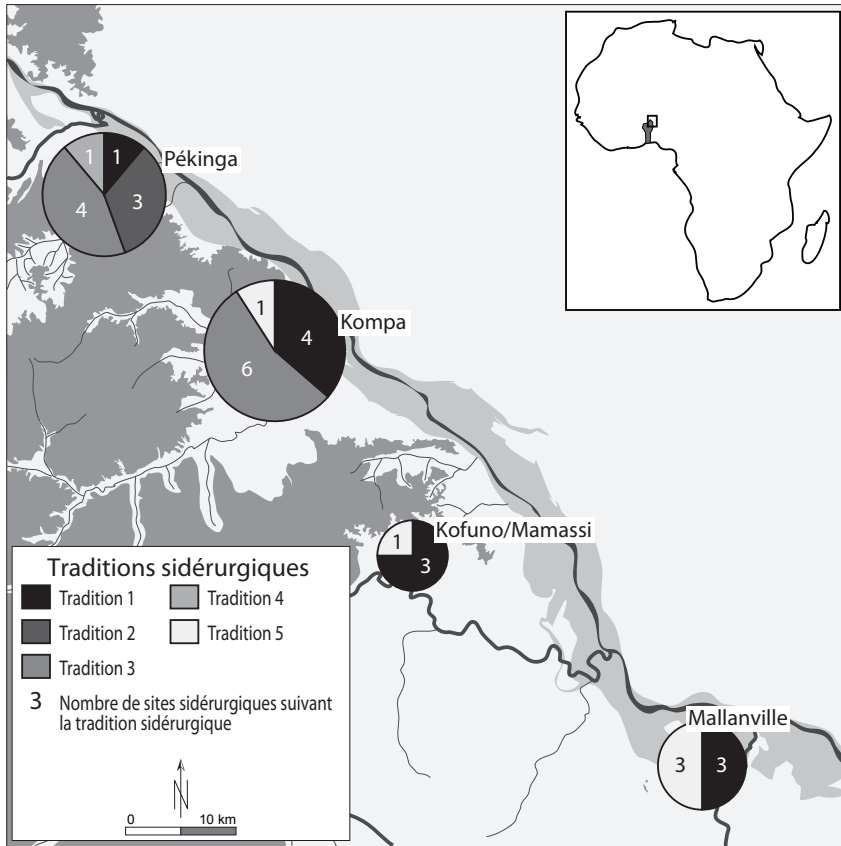 Pékinga
1 1
3
4
Kompa
1
4
6
Kofuno/Mamassi
1
3
Mallanville
3 3
Traditions sidérurgiques
Tradition 1
Tradition 4
Tradition 2
Tradition 5
Tradition 3
3 Nombre de sites sidérurgiques suivant
la tradition sidérurgique
N
0 10 km